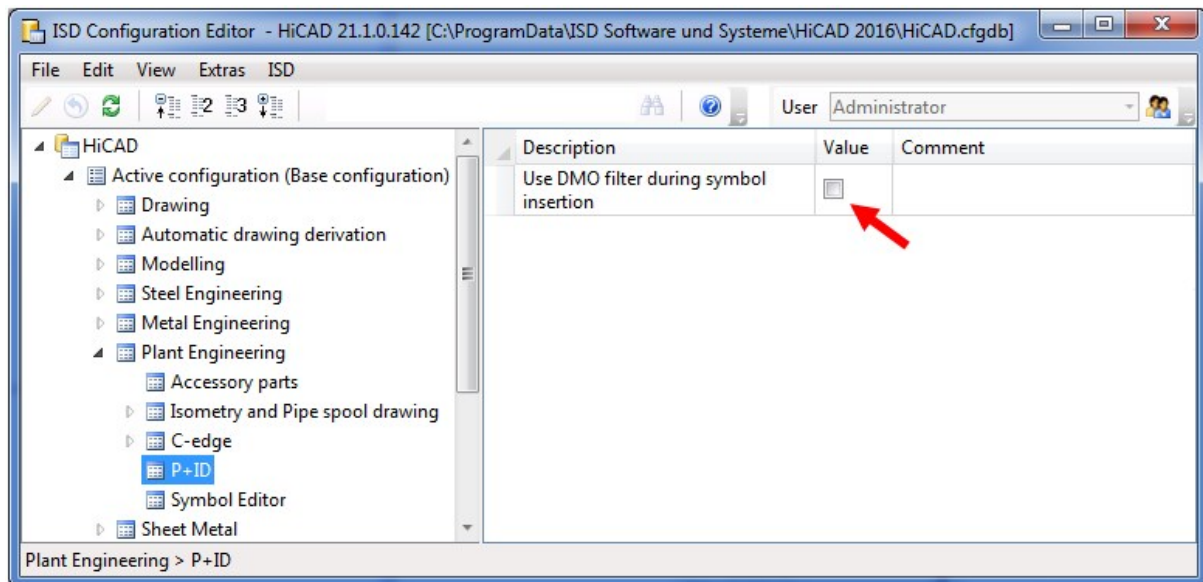 ISD Configuration Editor - HiCAD 21.1.0.142 [C:\ProgramData\ISD Software und Systeme\HiCAD 2016\HiCAD.cfgdb]
File Edit View Extras ISD
2 3 User Administrator
HiCAD
Active configuration (Base configuration)
Drawing
Automatic drawing derivation
Modelling
Steel Engineering
Metal Engineering
Plant Engineering
Accessory parts
Isometry and Pipe spool drawing
C-edge
P+ID
Symbol Editor
Sheet Metal
Description Value Comment
Use DMO filter during symbol
insertion
Plant Engineering > P+ID